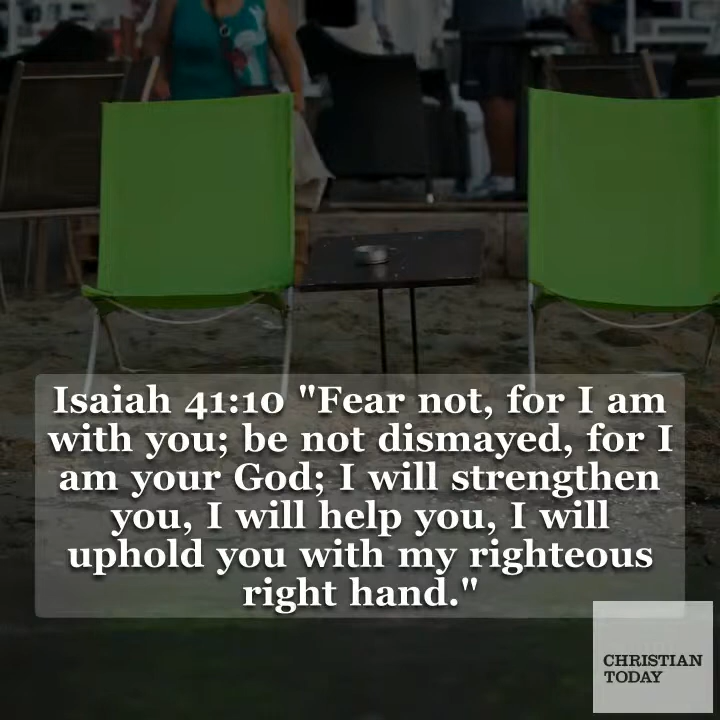 Isaiah 41:10 "Fear not, for I am
with you; be not dismayed, for I
am your God; I will strengthen
you, I will help you, I will
uphold you with my righteous
right hand."
CHRISTIAN
TODAY